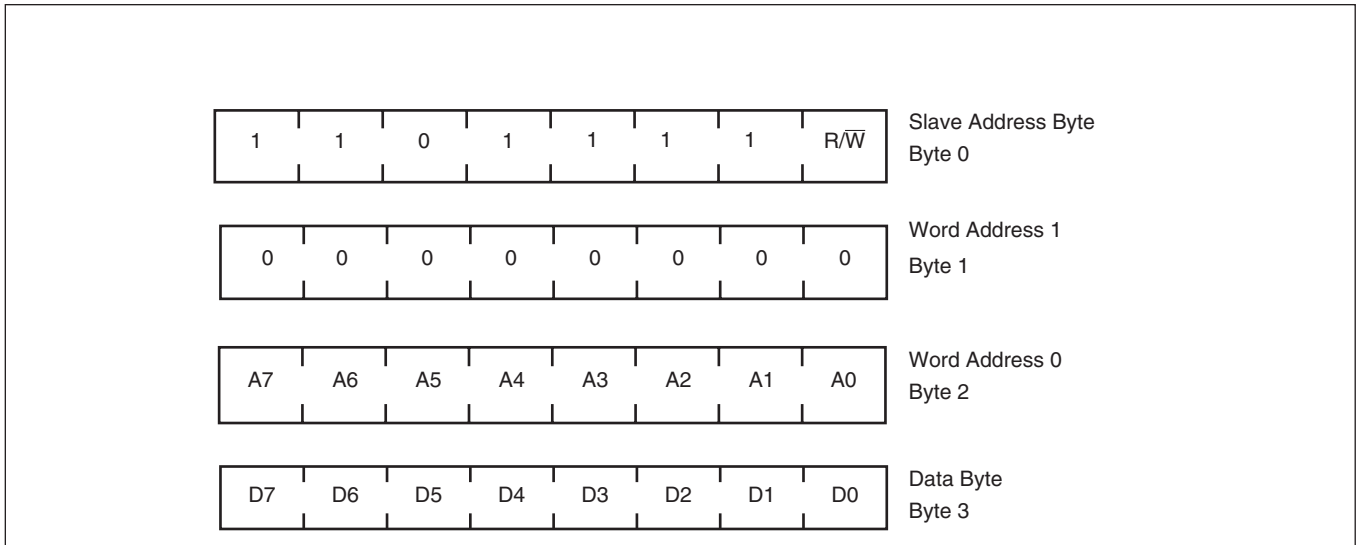 1 1 0 1 1 1 1 R/W̅ Slave Address Byte
Byte 0
0 0 0 0 0 0 0 0 Word Address 1
Byte 1
A7 A6 A5 A4 A3 A2 A1 A0 Word Address 0
Byte 2
D7 D6 D5 D4 D3 D2 D1 D0 Data Byte
Byte 3